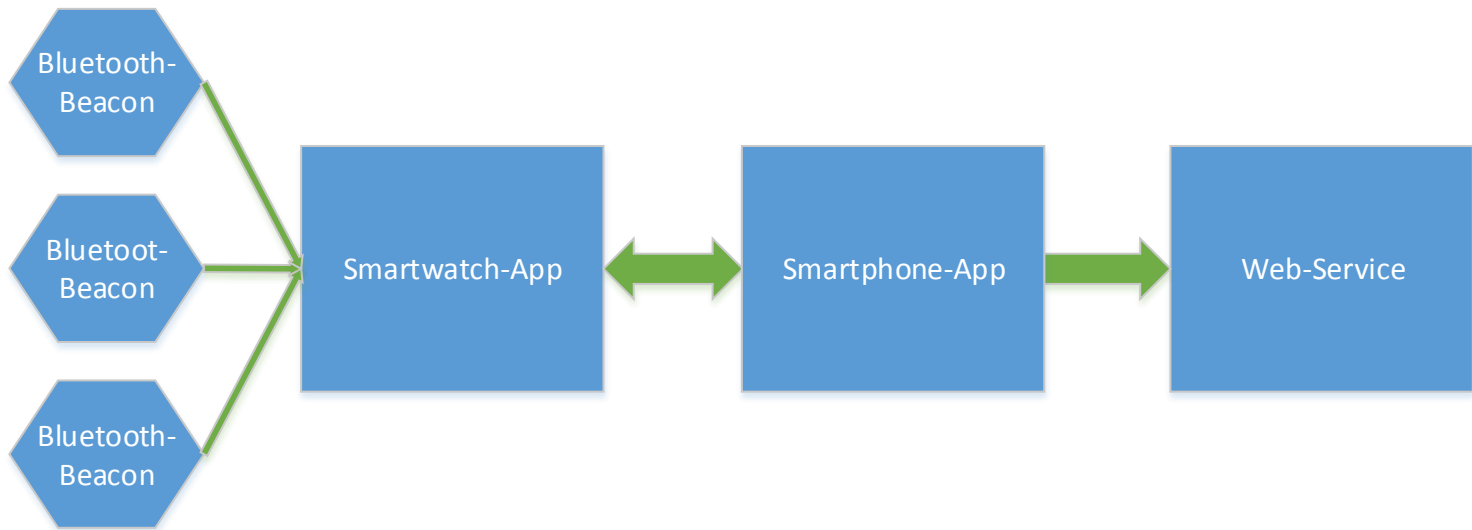 Bluetooth-
Beacon
Bluetoot-
Beacon
Bluetooth-
Beacon
Smartwatch-App
Smartphone-App
Web-Service